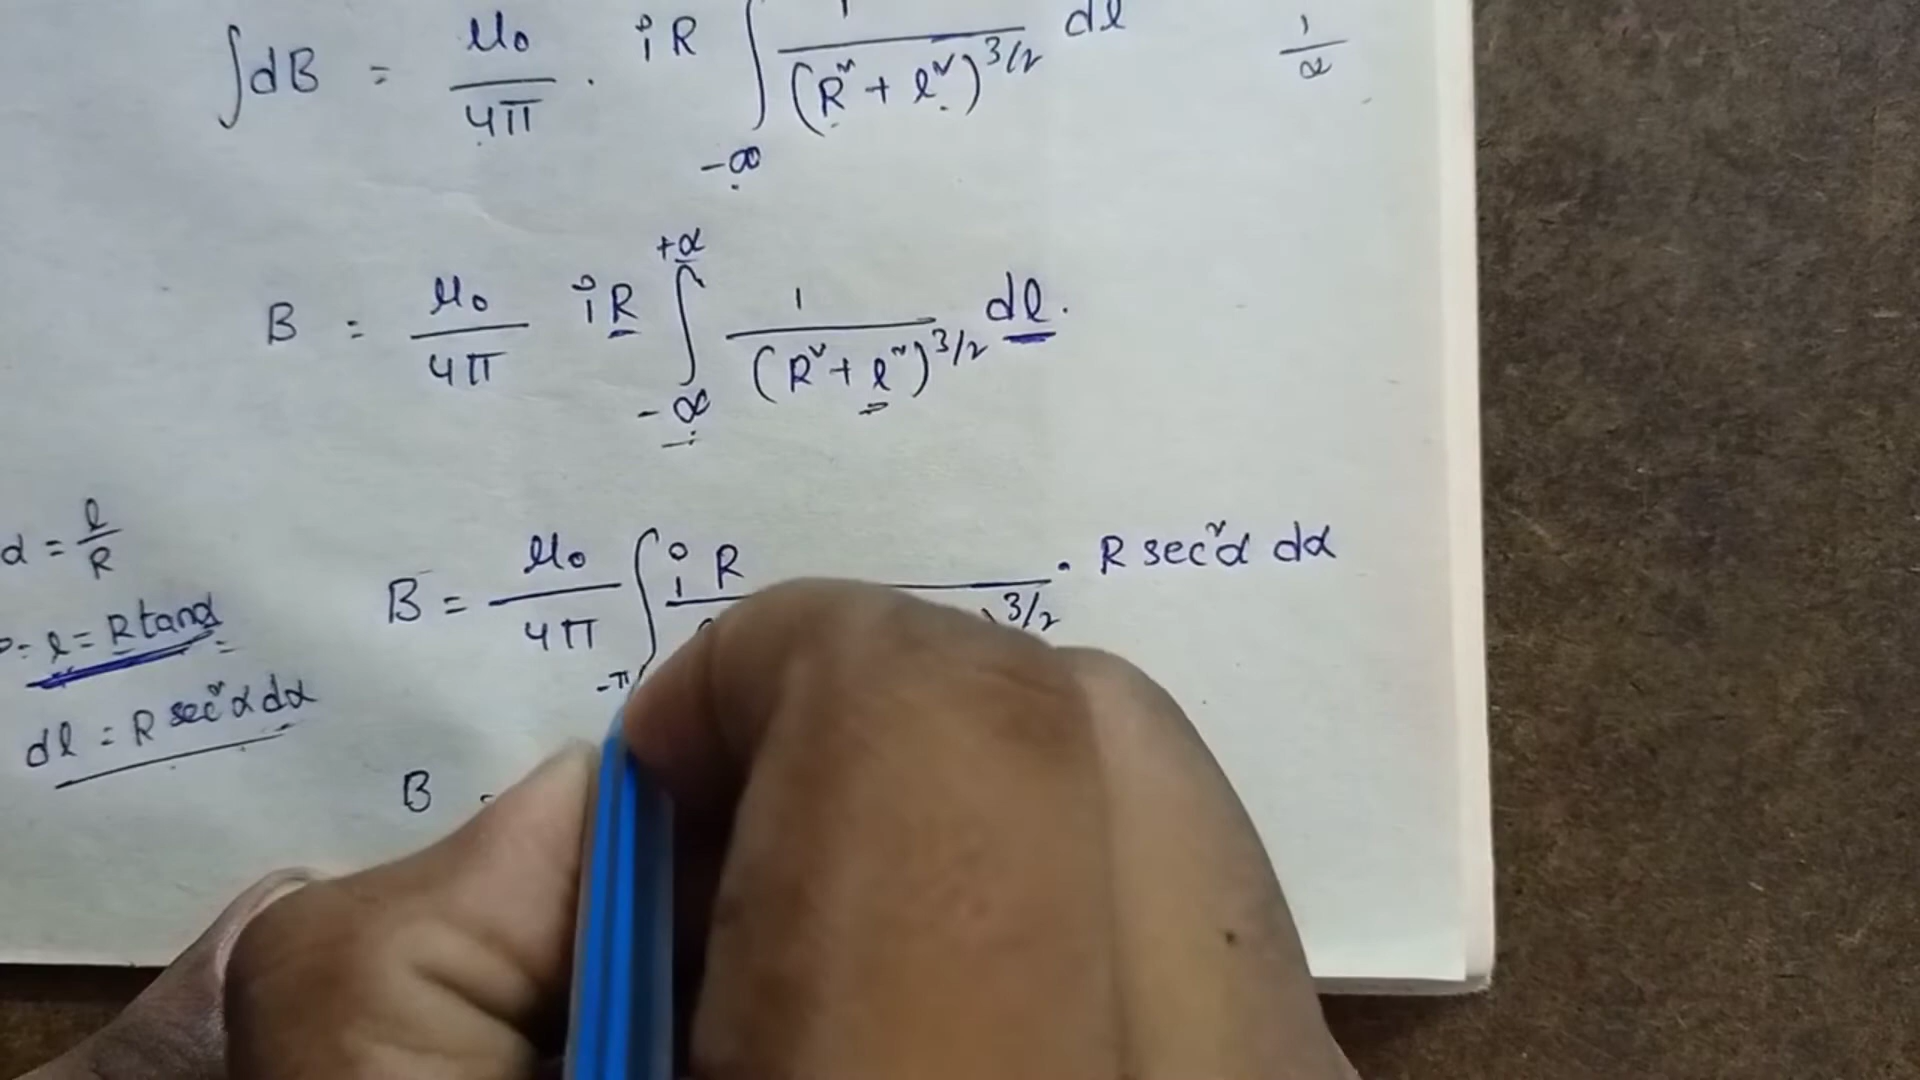 ∫dB = μ₀/4π · iR ∫_{-∞} 1/(R² + l²)^{3/2} dl
1/α
B = μ₀/4π iR ∫_{-α}^{+α} 1/(R² + l²)^{3/2} dl.
α = l/R
B = μ₀/4π ∫_{-π} iR/( )^{3/2} · R sec²α dα
l = R tanα
dl = R sec²α dα
B =